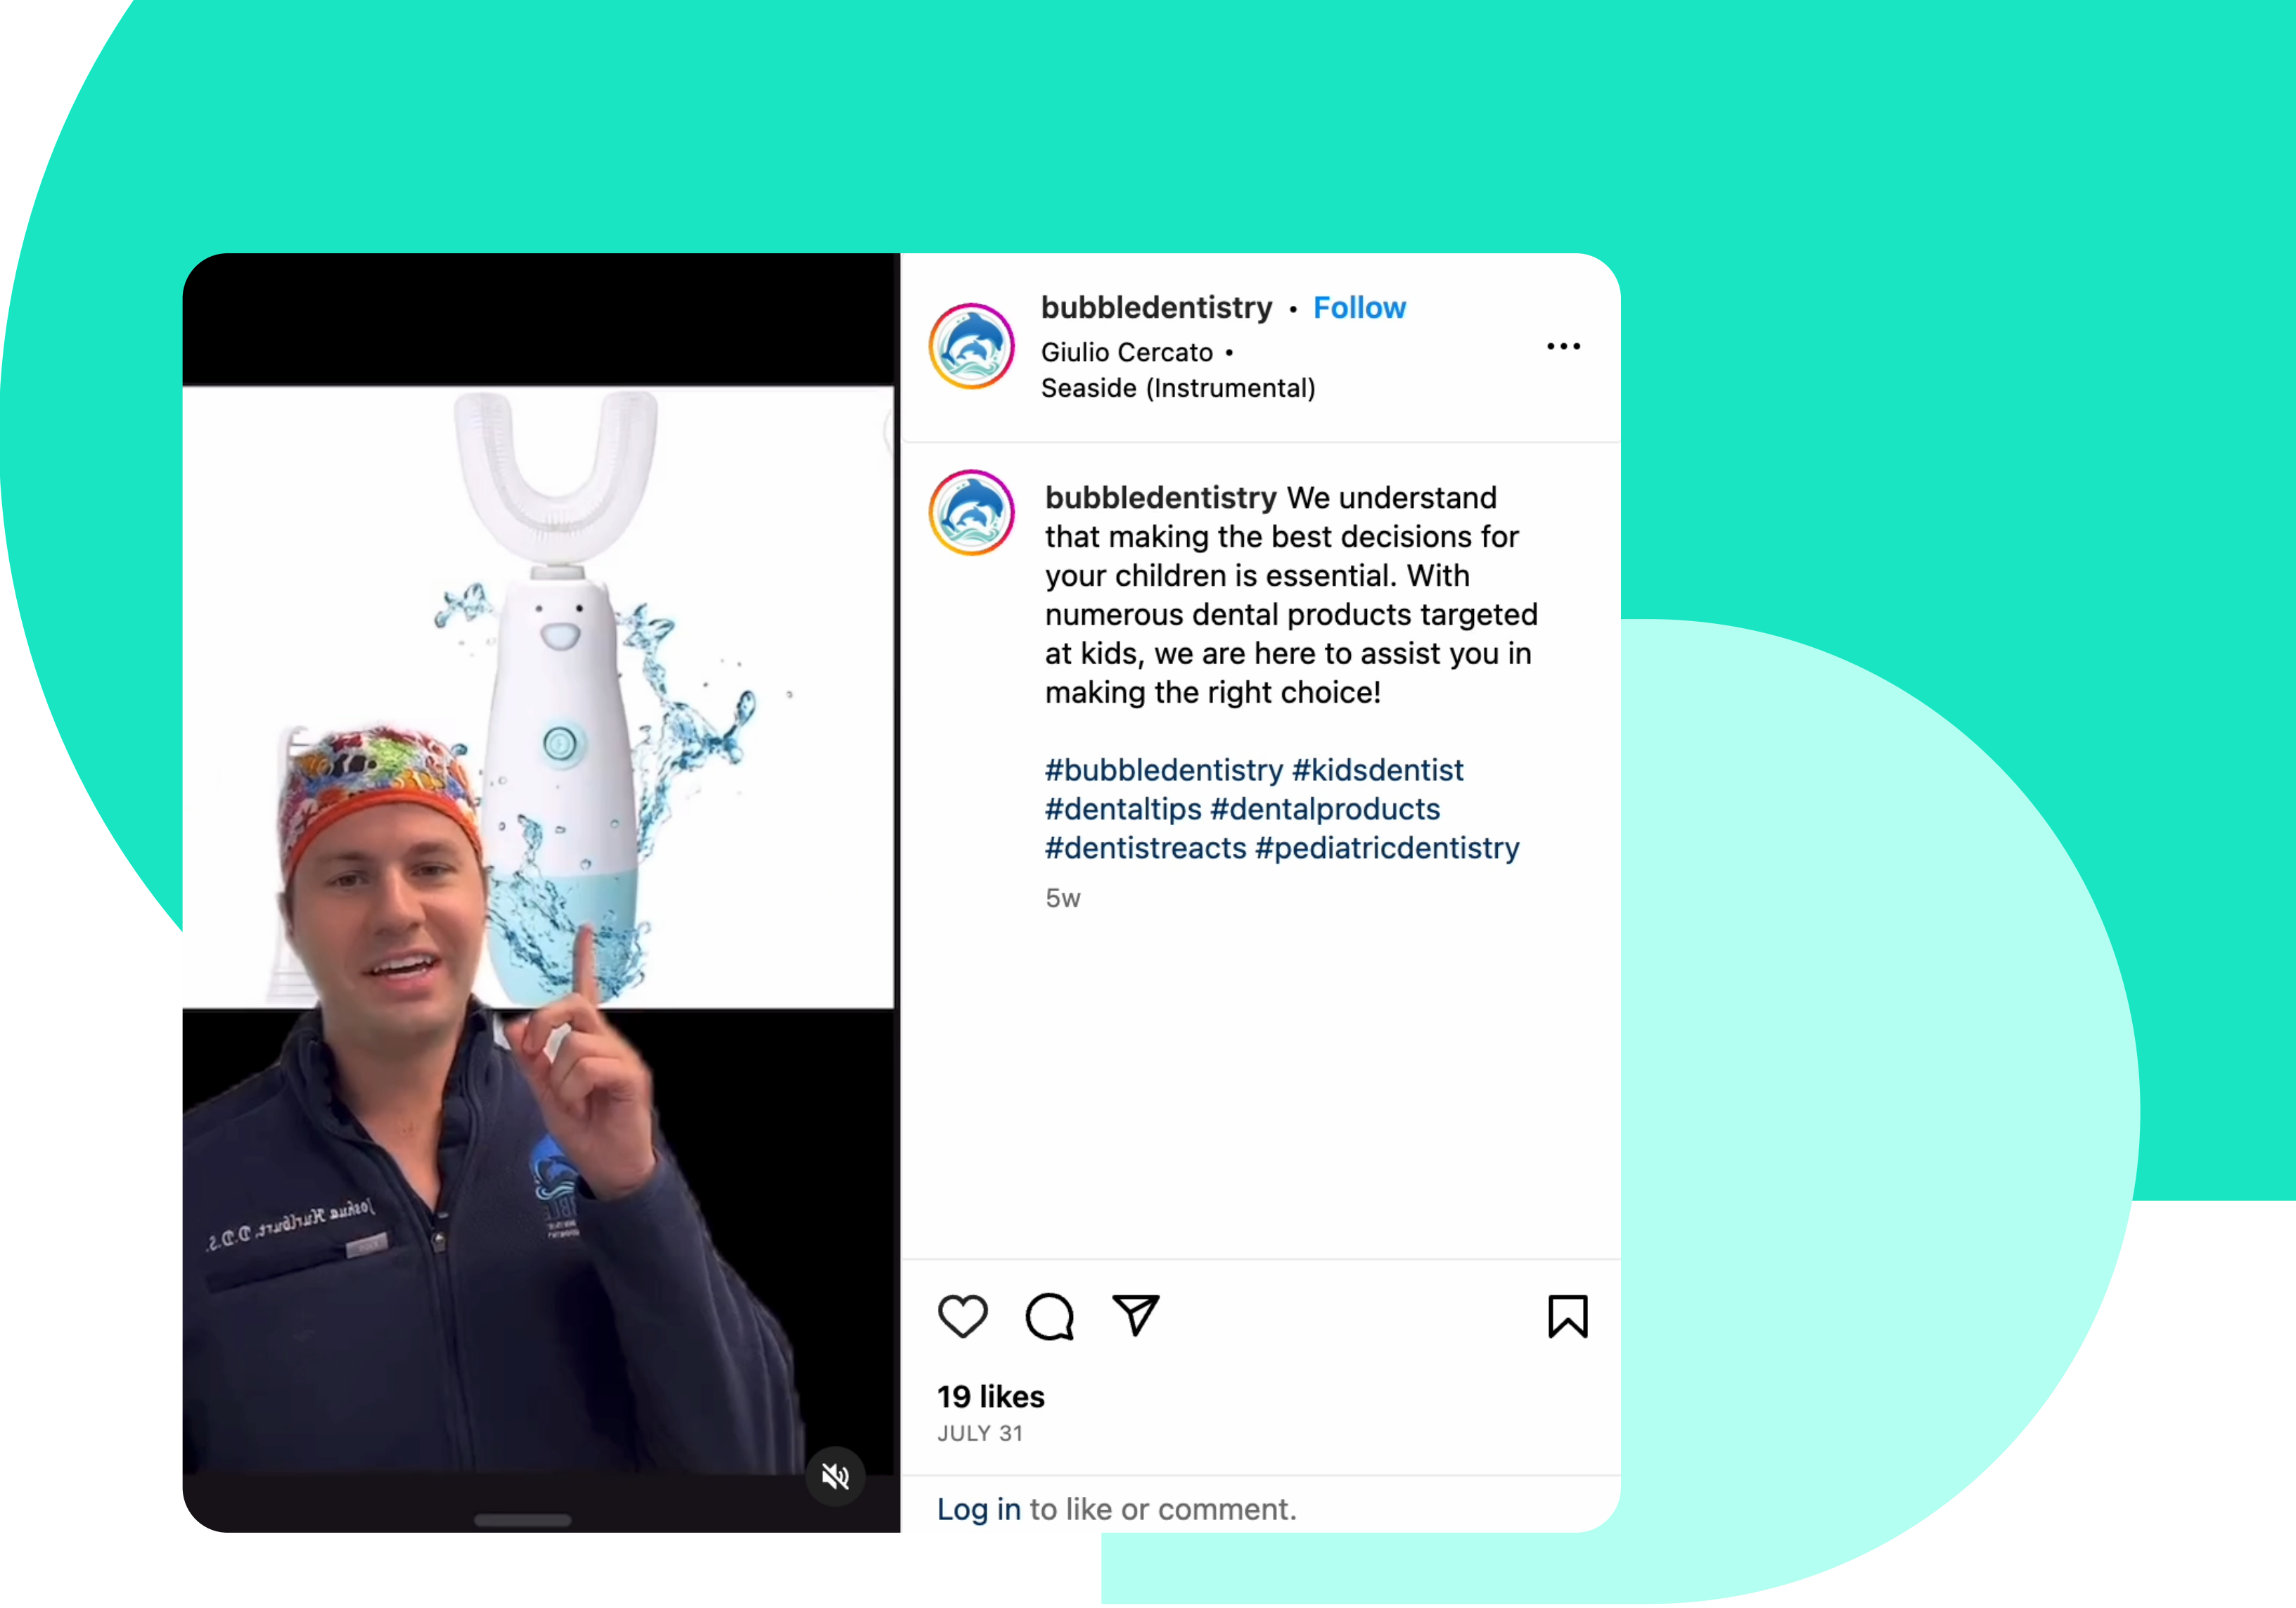 bubbledentistry • Follow
Giulio Cercato •
Seaside (Instrumental)
bubbledentistry We understand
that making the best decisions for
your children is essential. With
numerous dental products targeted
at kids, we are here to assist you in
making the right choice!
#bubbledentistry #kidsdentist
#dentaltips #dentalproducts
#dentistreacts #pediatricdentistry
5w
Joshua Hurlburt, D.D.S.
19 likes
JULY 31
Log in to like or comment.